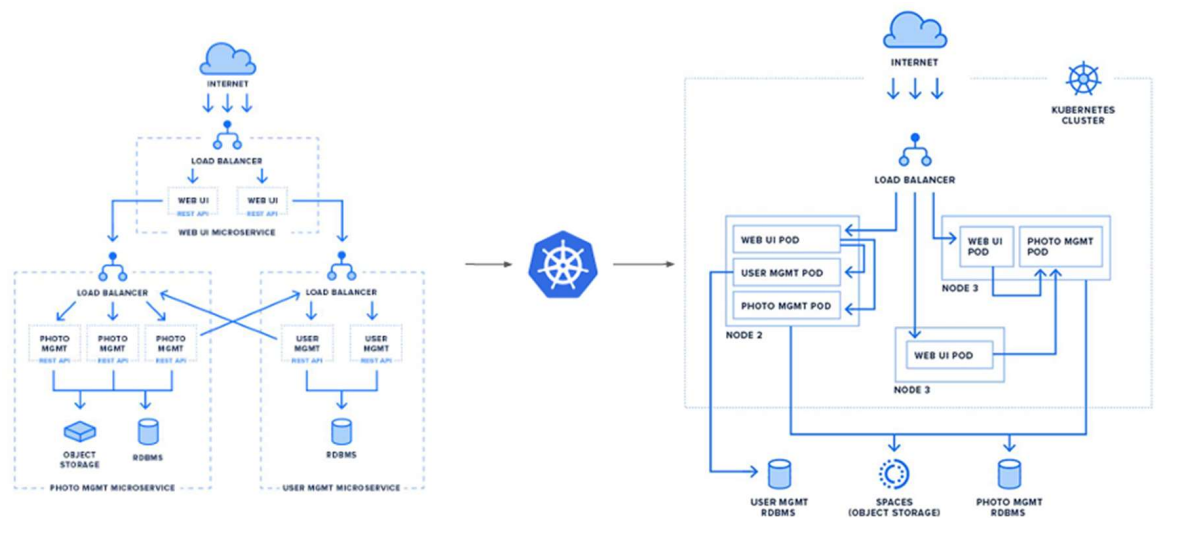 INTERNET
LOAD BALANCER
WEB UI
REST API
WEB UI
REST API
WEB UI MICROSERVICE
LOAD BALANCER
PHOTO
MGMT
REST API
PHOTO
MGMT
REST API
PHOTO
MGMT
REST API
OBJECT
STORAGE
RDBMS
PHOTO MGMT MICROSERVICE
LOAD BALANCER
USER
MGMT
REST API
USER
MGMT
REST API
RDBMS
USER MGMT MICROSERVICE
INTERNET
KUBERNETES
CLUSTER
LOAD BALANCER
WEB UI POD
USER MGMT POD
PHOTO MGMT POD
NODE 2
WEB UI
POD
PHOTO MGMT
POD
NODE 3
WEB UI POD
NODE 3
USER MGMT
RDBMS
SPACES
(OBJECT STORAGE)
PHOTO MGMT
RDBMS